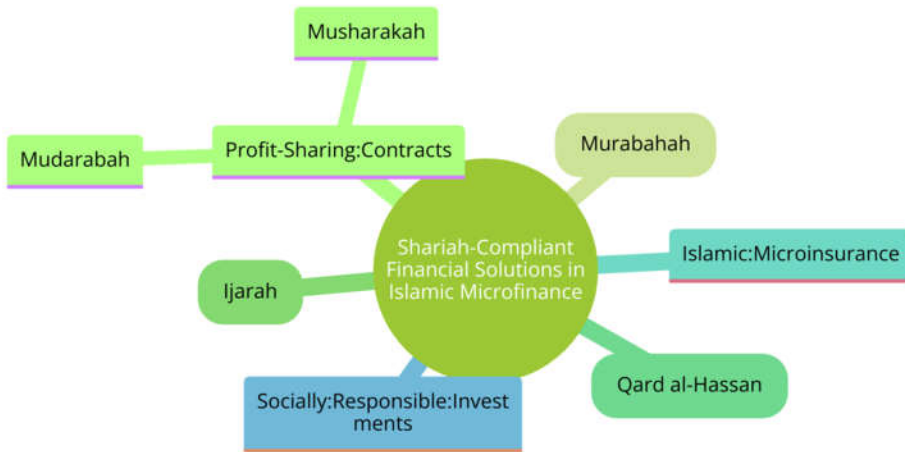 Musharakah
Mudarabah
Profit-Sharing:Contracts
Murabahah
Shariah-Compliant
Financial Solutions in
Islamic Microfinance
Islamic:Microinsurance
Ijarah
Qard al-Hassan
Socially:Responsible:Invest
ments